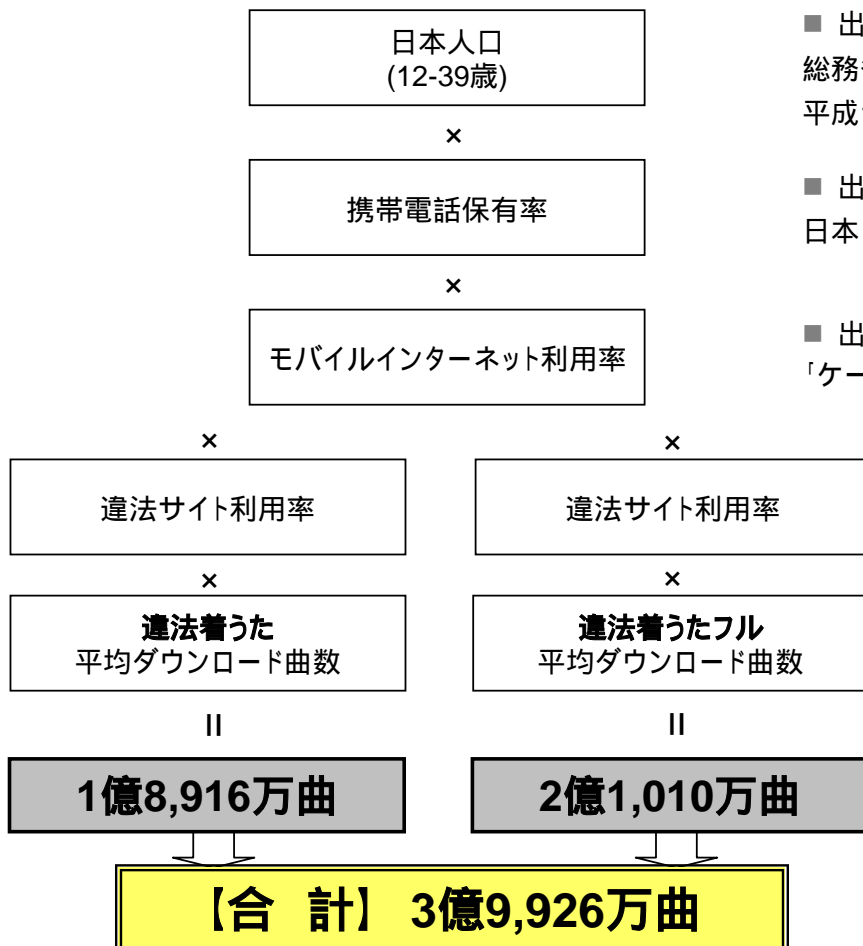 日本人口
(12-39歳)
×
携帯電話保有率
×
モバイルインターネット利用率
×
×
違法サイト利用率
違法サイト利用率
×
×
違法着うた
平均ダウンロード曲数
違法着うたフル
平均ダウンロード曲数
=
=
1億8,916万曲
2億1,010万曲
【合 計】 3億9,926万曲
■ 出
総務
平成
■ 出
日本
■ 出
「ケー